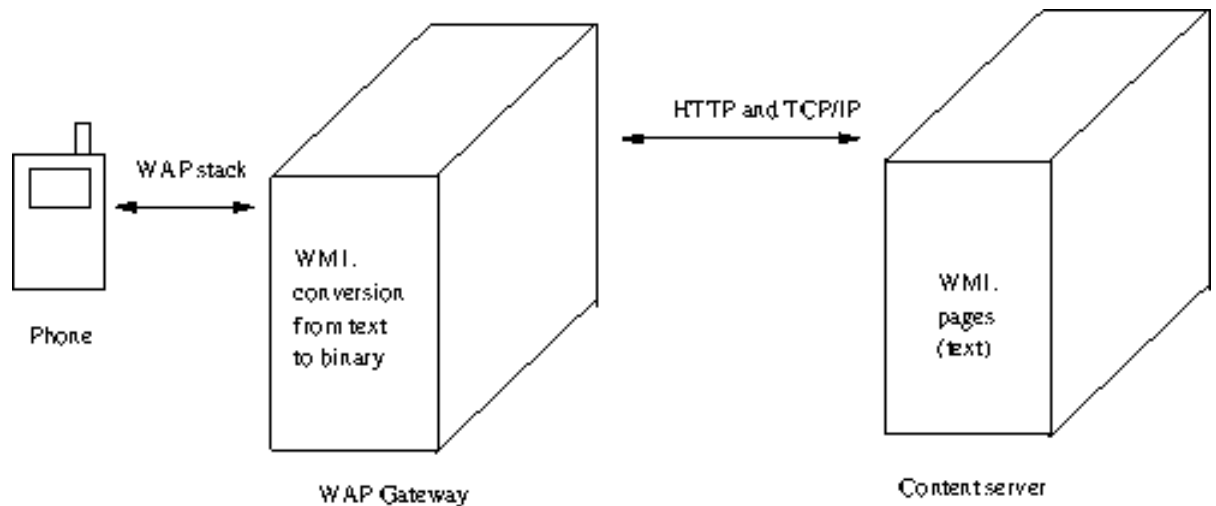 HTTP and TCP/IP
WAP stack
WML
conversion
from text
to binary
WML
pages
(text)
Phone
WAP Gateway
Content server